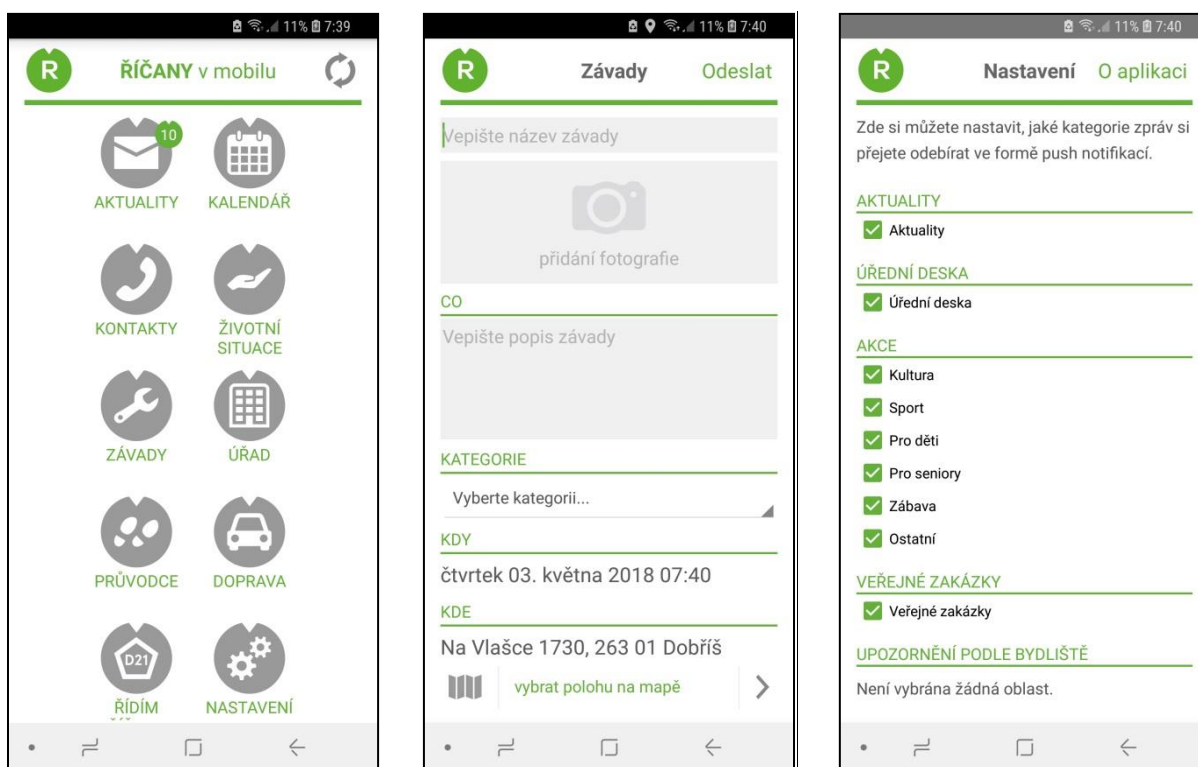 11% 7:39
R ŘÍČANY v mobilu
10
AKTUALITY KALENDÁŘ
KONTAKTY ŽIVOTNÍ
SITUACE
ZÁVADY ÚŘAD
PRŮVODCE DOPRAVA
D21
ŘÍDÍM NASTAVENÍ
11% 7:40
R Závady Odeslat
Vepište název závady
přidání fotografie
CO
Vepište popis závady
KATEGORIE
Vyberte kategorii...
KDY
čtvrtek 03. května 2018 07:40
KDE
Na Vlašce 1730, 263 01 Dobříš
vybrat polohu na mapě
11% 7:40
R Nastavení O aplikaci
Zde si můžete nastavit, jaké kategorie zpráv si
přejete odebírat ve formě push notifikací.
AKTUALITY
Aktuality
ÚŘEDNÍ DESKA
Úřední deska
AKCE
Kultura
Sport
Pro děti
Pro seniory
Zábava
Ostatní
VEŘEJNÉ ZAKÁZKY
Veřejné zakázky
UPOZORNĚNÍ PODLE BYDLIŠTĚ
Není vybrána žádná oblast.